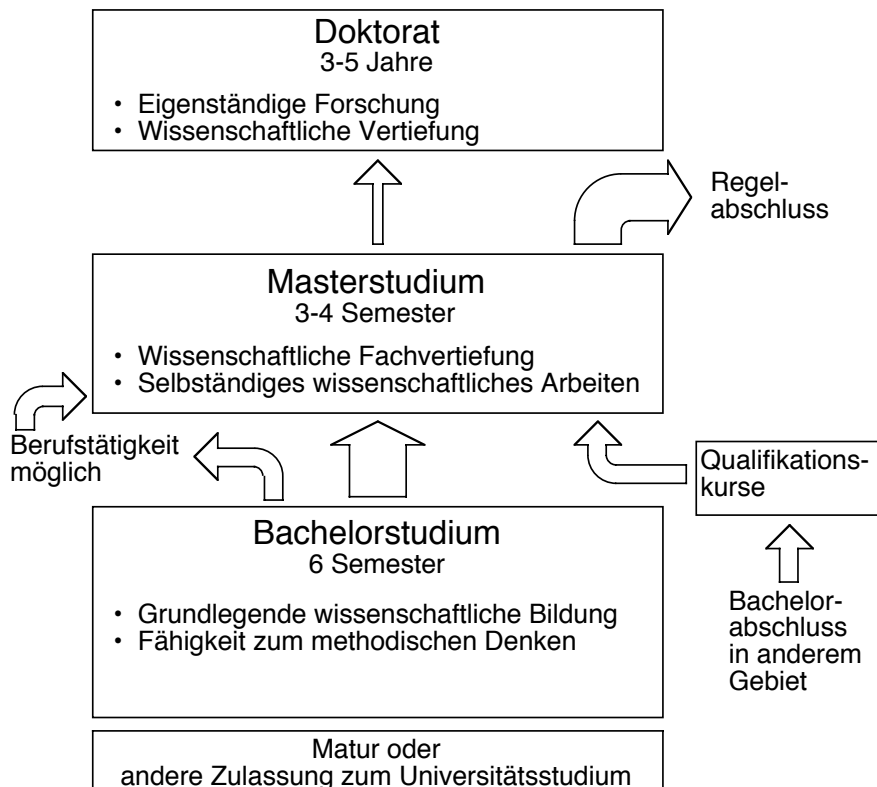 Doktorat
3-5 Jahre
• Eigenständige Forschung
• Wissenschaftliche Vertiefung
Regel-
abschluss
Masterstudium
3-4 Semester
• Wissenschaftliche Fachvertiefung
• Selbständiges wissenschaftliches Arbeiten
Berufstätigkeit
möglich
Qualifikations-
kurse
Bachelorstudium
6 Semester
• Grundlegende wissenschaftliche Bildung
• Fähigkeit zum methodischen Denken
Bachelor-
abschluss
in anderem
Gebiet
Matur oder
andere Zulassung zum Universitätsstudium